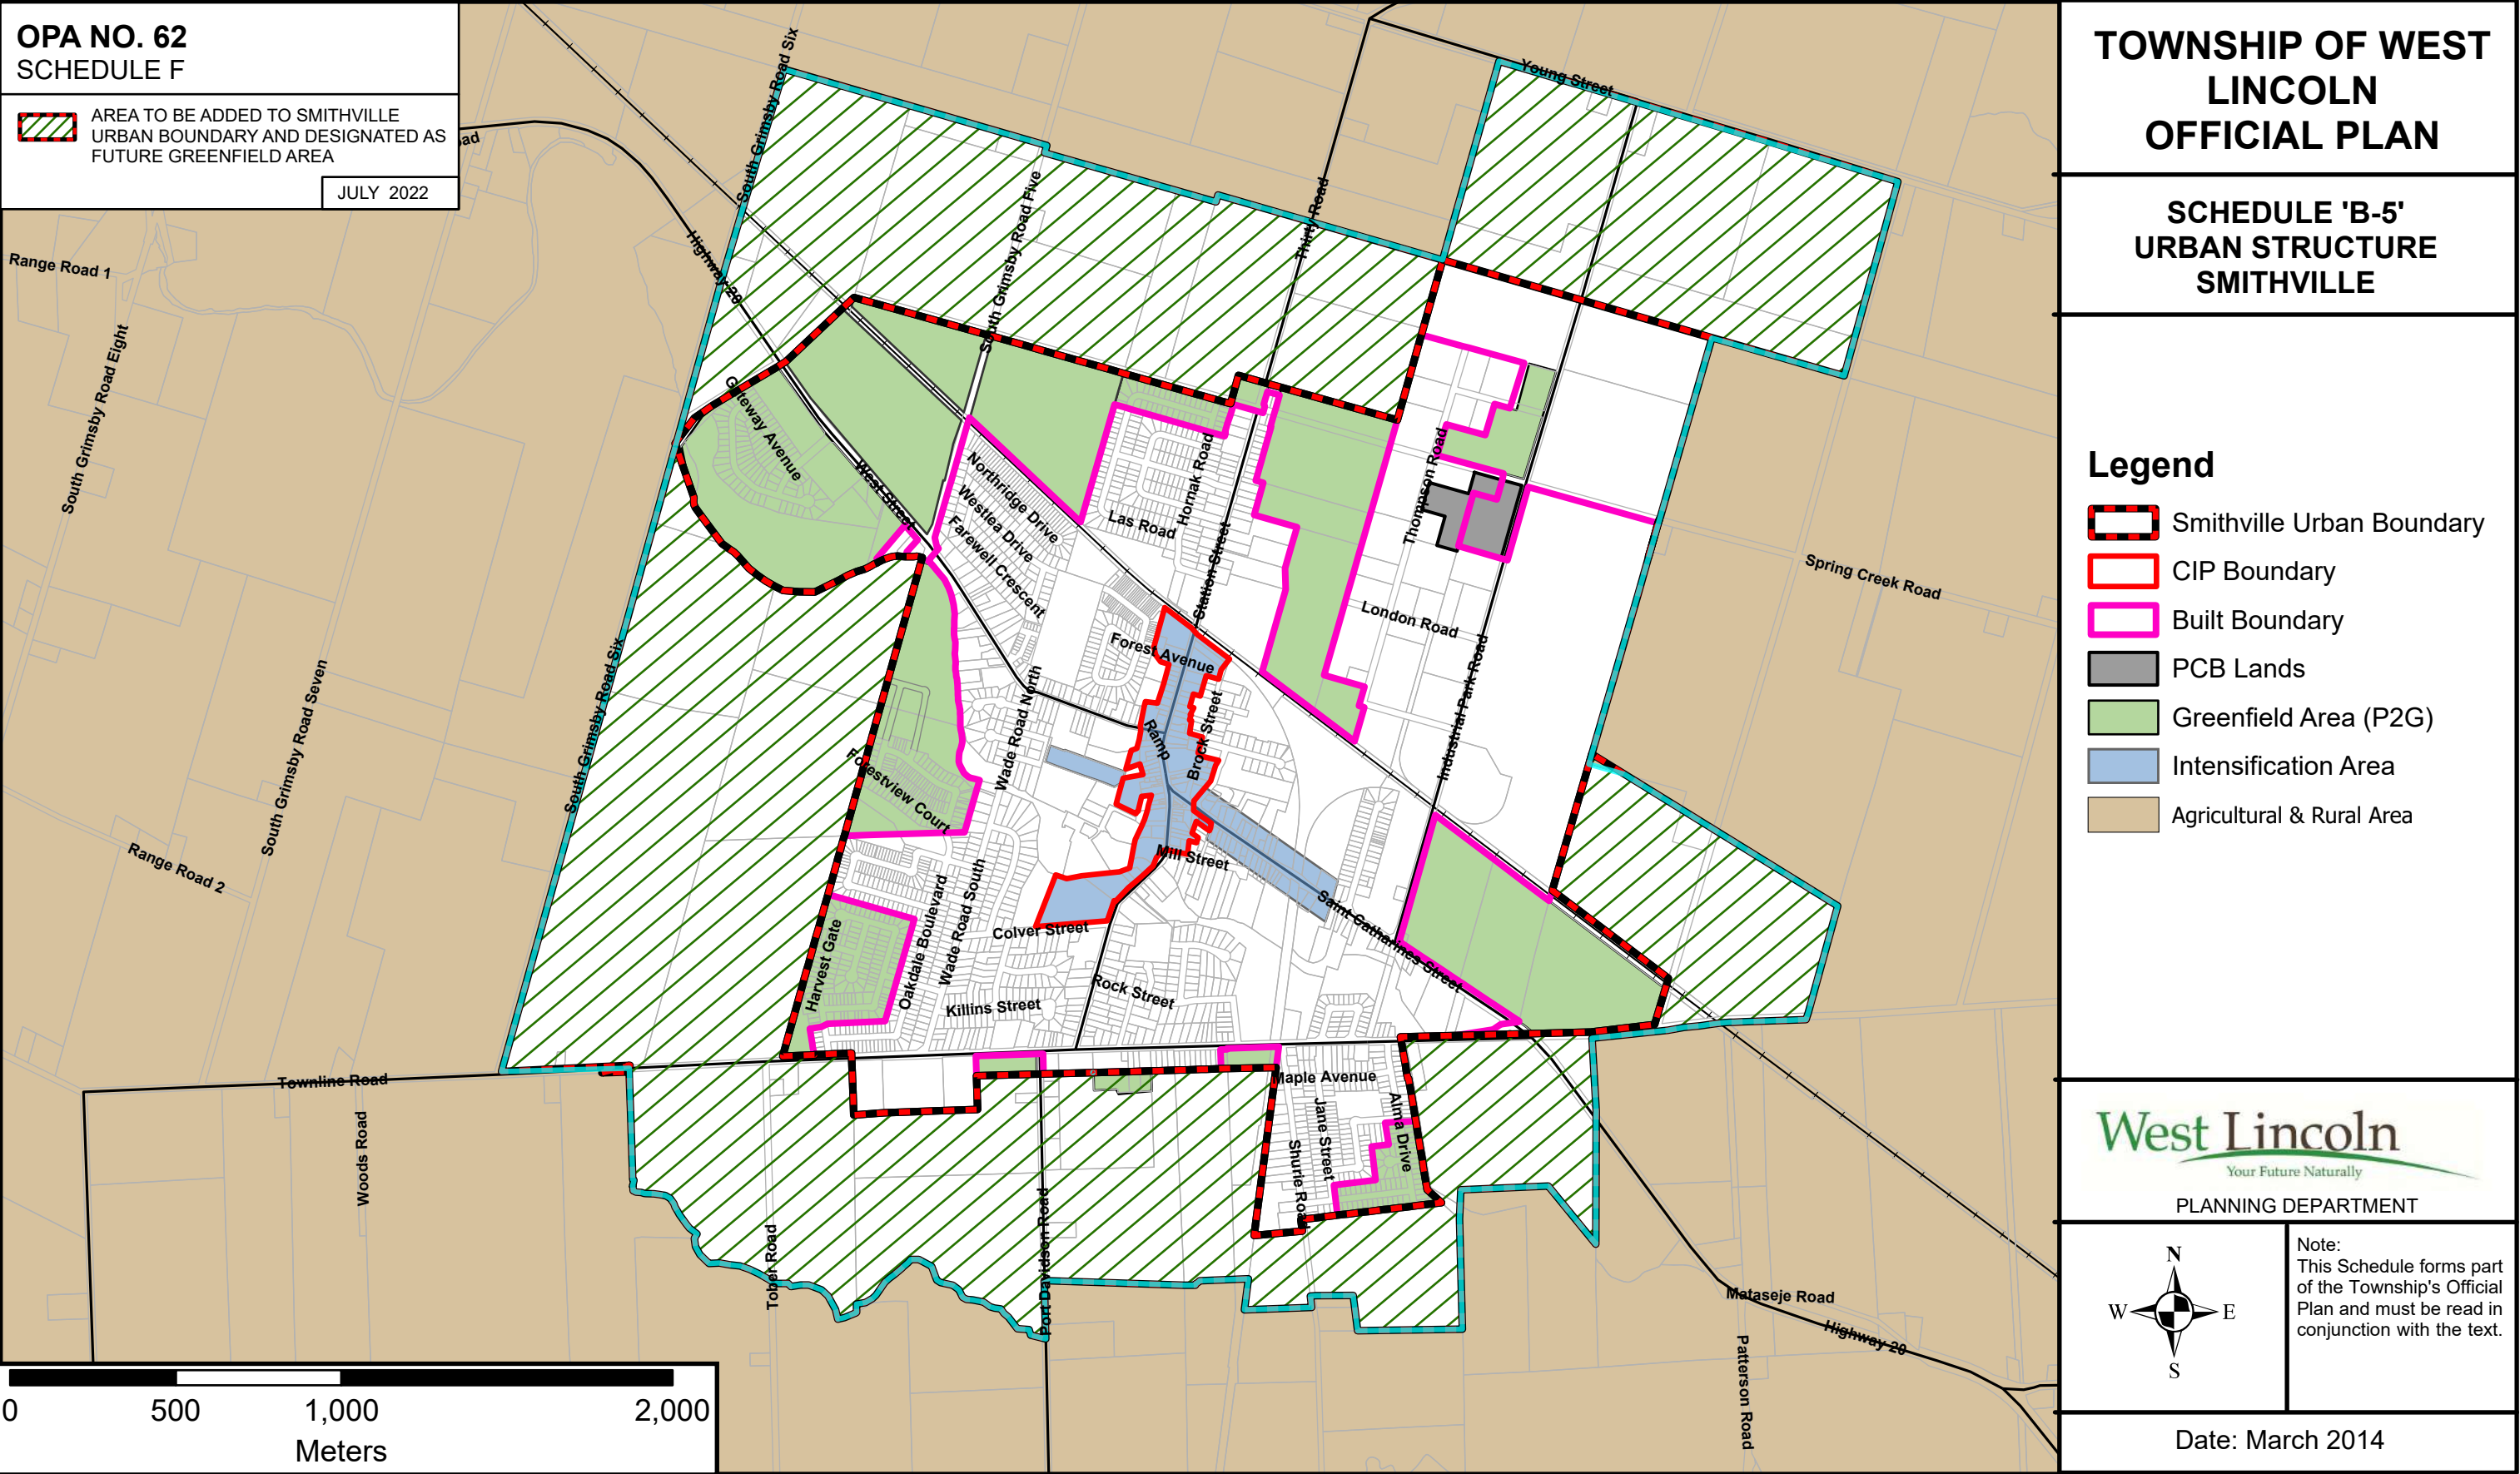 OPA NO. 62
SCHEDULE F
AREA TO BE ADDED TO SMITHVILLE
URBAN BOUNDARY AND DESIGNATED AS
FUTURE GREENFIELD AREA
JULY 2022
TOWNSHIP OF WEST
LINCOLN
OFFICIAL PLAN
SCHEDULE 'B-5'
URBAN STRUCTURE
SMITHVILLE
Legend
Smithville Urban Boundary
CIP Boundary
Built Boundary
PCB Lands
Greenfield Area (P2G)
Intensification Area
Agricultural & Rural Area
West Lincoln
Your Future Naturally
PLANNING DEPARTMENT
N
W
E
S
Note:
This Schedule forms part
of the Township's Official
Plan and must be read in
conjunction with the text.
Date: March 2014
Young Street
South Grimsby Road Six
South Grimsby Road Five
Thirty Road
Highway 20
Range Road 1
South Grimsby Road Eight
Gateway Avenue
West Street
Northridge Drive
Westlea Drive
Farewell Crescent
Las Road
Hornak Road
Station Street
Thompson Road
London Road
Industrial Park Road
Spring Creek Road
Forest Avenue
Ramp
Brock Street
Wade Road North
Forestview Court
South Grimsby Road Six
South Grimsby Road Seven
Range Road 2
Mill Street
Saint Catharines Street
Colver Street
Oakdale Boulevard
Wade Road South
Harvest Gate
Killins Street
Rock Street
Townline Road
Woods Road
Tober Road
Port Davidson Road
Maple Avenue
Jane Street
Shurie Road
Alma Drive
Mataseje Road
Highway 20
Patterson Road
0
500
1,000
2,000
Meters